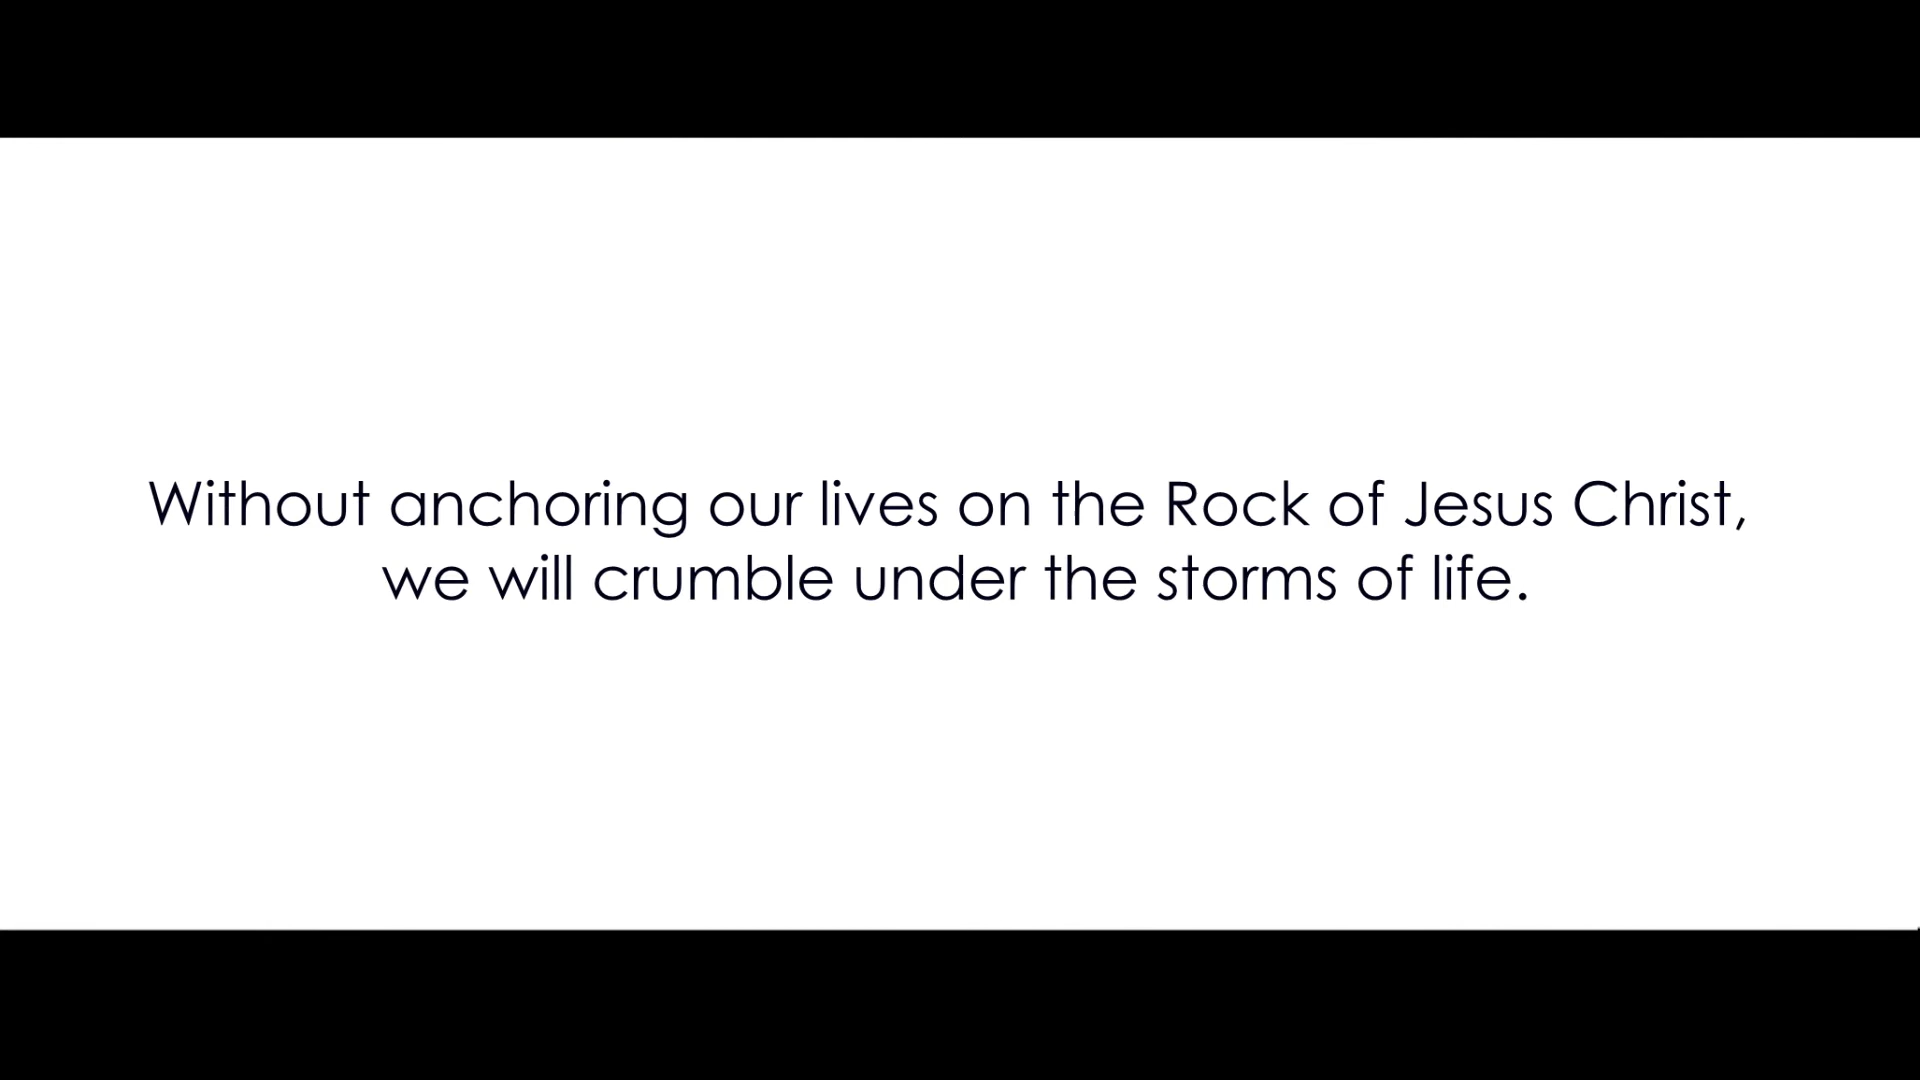 Without anchoring our lives on the Rock of Jesus Christ,
we will crumble under the storms of life.